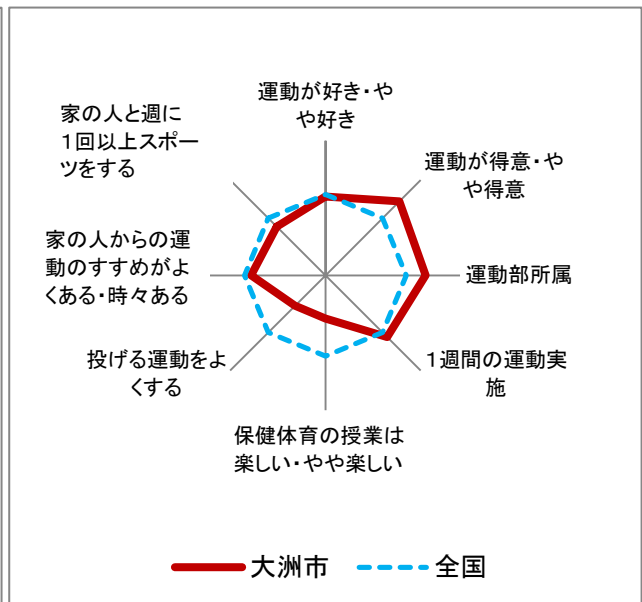 運動が好き・や
や好き
運動が得意・や
や得意
運動部所属
1週間の運動実
施
保健体育の授業は
楽しい・やや楽しい
投げる運動をよ
くする
家の人からの運
動のすすめがよ
くある・時々ある
家の人と週に
1回以上スポー
ツをする
大洲市
全国